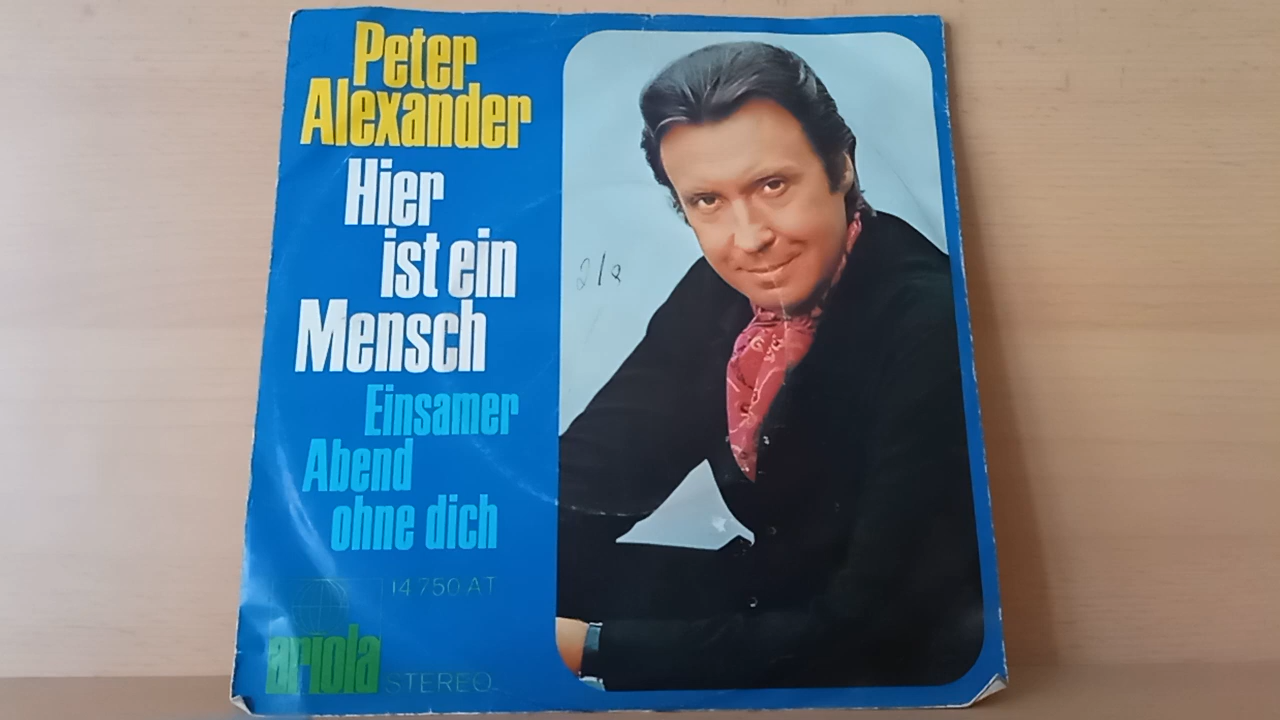 Peter
Alexander
Hier
ist ein
Mensch
Einsamer
Abend
ohne dich
14 750 AT
ariola
STEREO